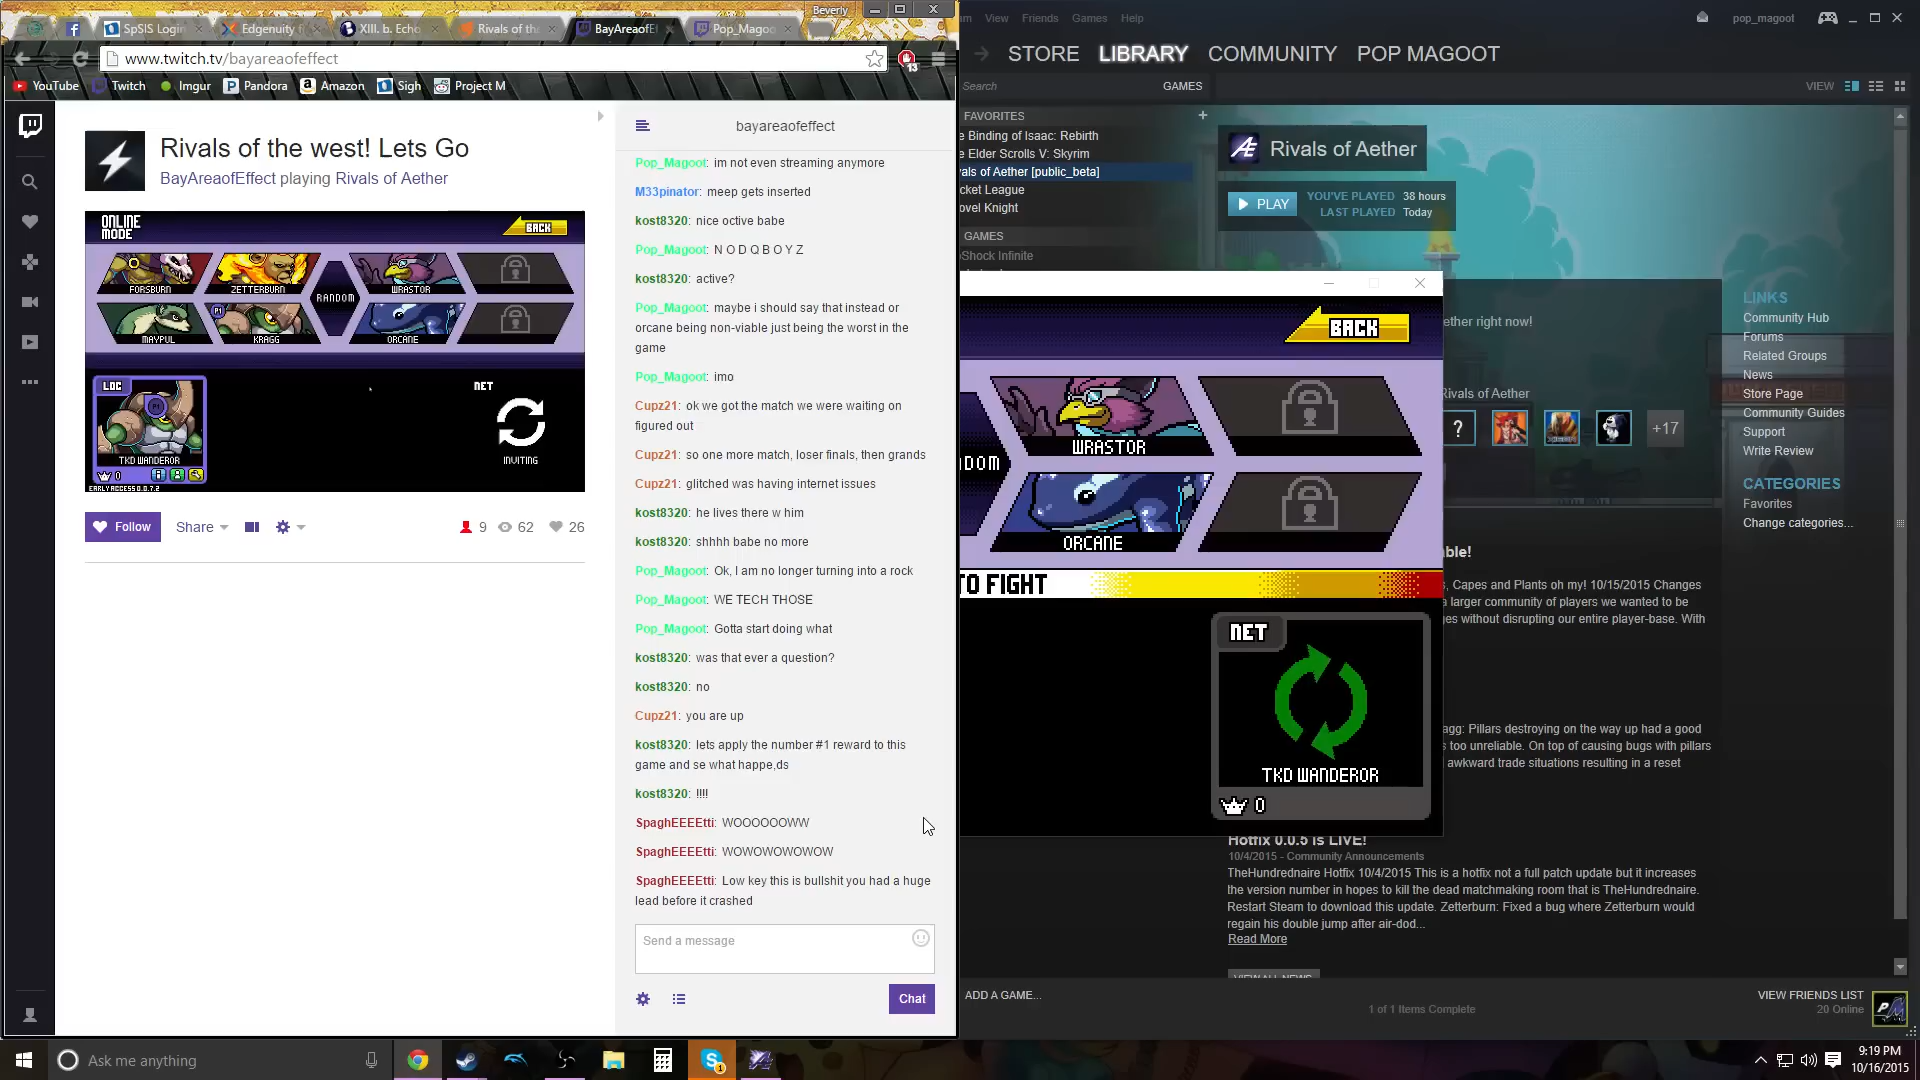 Beverly
SpSIS Login
Edgenuity f
XIII. b. Echo
Rivals of the
BayAreaofEf
Pop_Magoo
www.twitch.tv/bayareaofeffect
13
YouTube
Twitch
Imgur
Pandora
Amazon
Sigh
Project M
Rivals of the west! Lets Go
BayAreaofEffect playing Rivals of Aether
ONLINE
MODE
BACK
FORSBURN
ZETTERBURN
RANDOM
WRASTOR
MAYPUL
P1
KRAGG
ORCANE
LOC
P1
TKD WANDEROR
0
NET
INVITING
EARLY ACCESS 0.0.7.2
Follow
Share
9
62
26
bayareaofeffect
Pop_Magoot: im not even streaming anymore
M33pinator: meep gets inserted
kost8320: nice octive babe
Pop_Magoot: N O D Q B O Y Z
kost8320: active?
Pop_Magoot: maybe i should say that instead or
orcane being non-viable just being the worst in the
game
Pop_Magoot: imo
Cupz21: ok we got the match we were waiting on
figured out
Cupz21: so one more match, loser finals, then grands
Cupz21: glitched was having internet issues
kost8320: he lives there w him
kost8320: shhhh babe no more
Pop_Magoot: Ok, I am no longer turning into a rock
Pop_Magoot: WE TECH THOSE
Pop_Magoot: Gotta start doing what
kost8320: was that ever a question?
kost8320: no
Cupz21: you are up
kost8320: lets apply the number #1 reward to this
game and se what happe,ds
kost8320: !!!!
SpaghEEEEtti: WOOOOOOWW
SpaghEEEEtti: WOWOWOWOWOW
SpaghEEEEtti: Low key this is bullshit you had a huge
lead before it crashed
Send a message
Chat
am
View
Friends
Games
Help
pop_magoot
STORE
LIBRARY
COMMUNITY
POP MAGOOT
Search
GAMES
VIEW
FAVORITES
+
e Binding of Isaac: Rebirth
e Elder Scrolls V: Skyrim
vals of Aether [public_beta]
cket League
ovel Knight
GAMES
oShock Infinite
Rivals of Aether
PLAY
YOU'VE PLAYED 38 hours
LAST PLAYED Today
ether right now!
Rivals of Aether
?
+17
LINKS
Community Hub
Forums
Related Groups
News
Store Page
Community Guides
Support
Write Review
CATEGORIES
Favorites
Change categories...
BACK
WRASTOR
DOM
ORCANE
TO FIGHT
NET
TKD WANDEROR
0
ble!
, Capes and Plants oh my! 10/15/2015 Changes
a larger community of players we wanted to be
ges without disrupting our entire player-base. With
agg: Pillars destroying on the way up had a good
s too unreliable. On top of causing bugs with pillars
awkward trade situations resulting in a reset
Hotfix 0.0.5 is LIVE!
10/4/2015 - Community Announcements
TheHundrednaire Hotfix 10/4/2015 This is a hotfix not a full patch update but it increases
the version number in hopes to kill the dead matchmaking room that is TheHundrednaire.
Restart Steam to download this update. Zetterburn: Fixed a bug where Zetterburn would
regain his double jump after air-dod...
Read More
VIEW ALL NEWS
ADD A GAME...
1 of 1 Items Complete
VIEW FRIENDS LIST
20 Online
Ask me anything
1
9:19 PM
10/16/2015